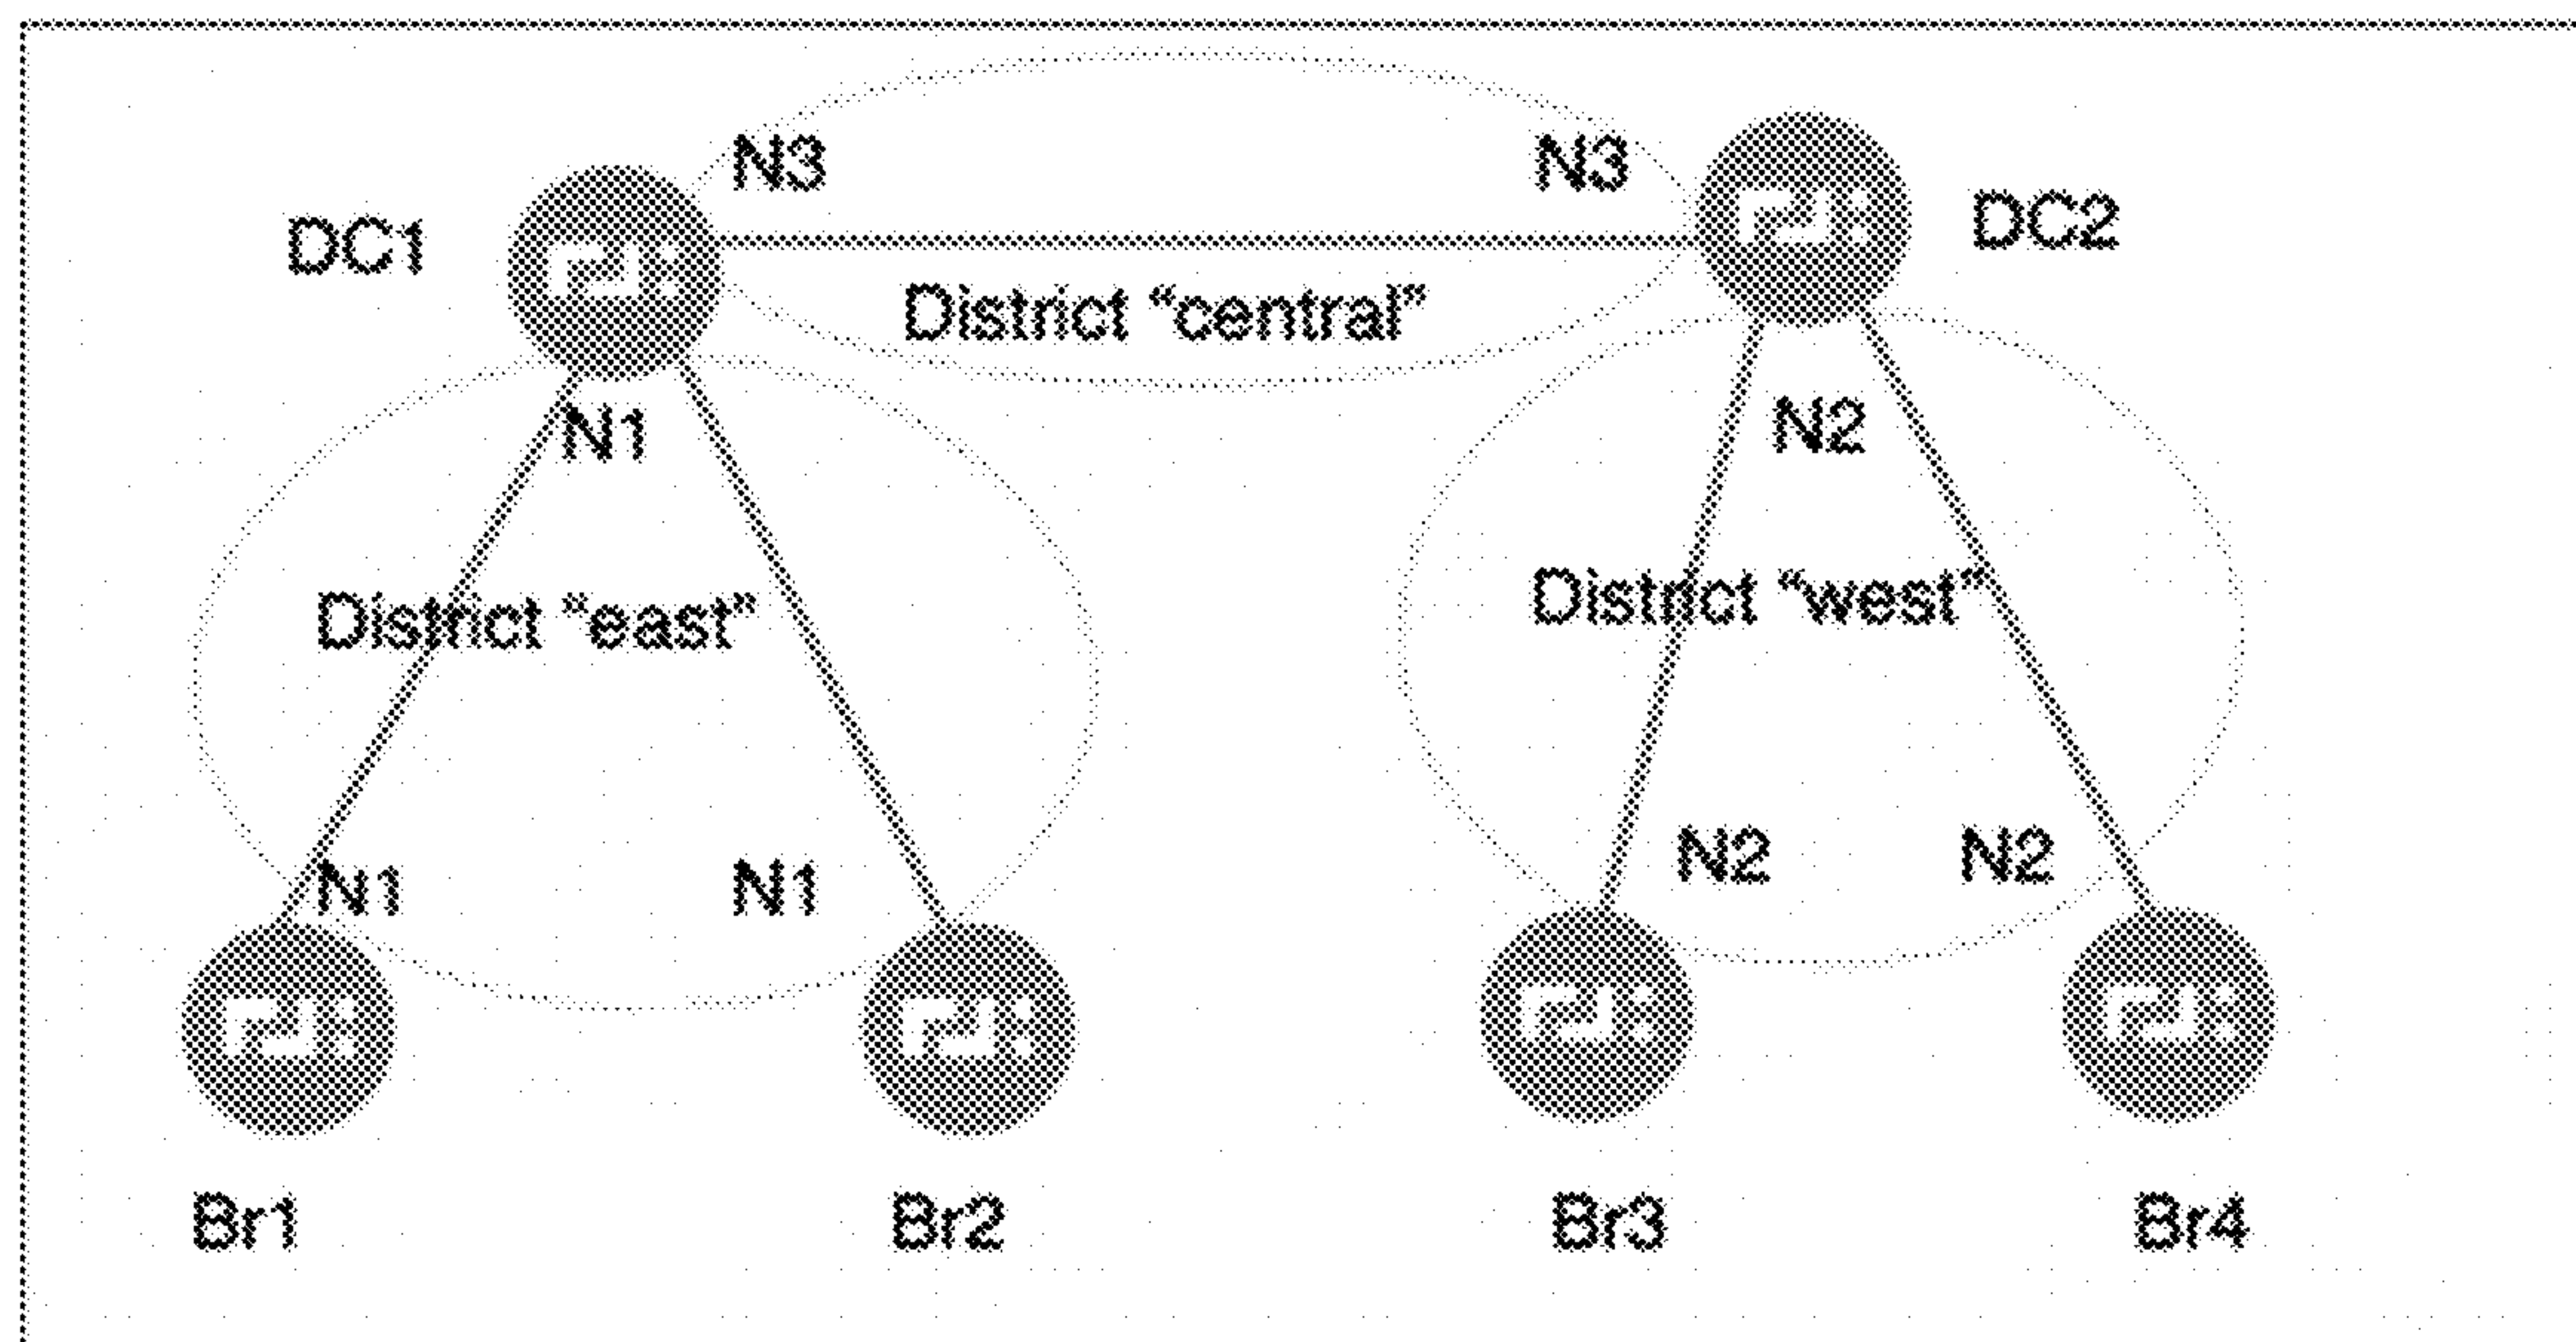 N3 N3
DC1 DC2
District “central”
N1 N2
District “east” District “west”
N1 N1 N2 N2
Br1 Br2 Br3 Br4